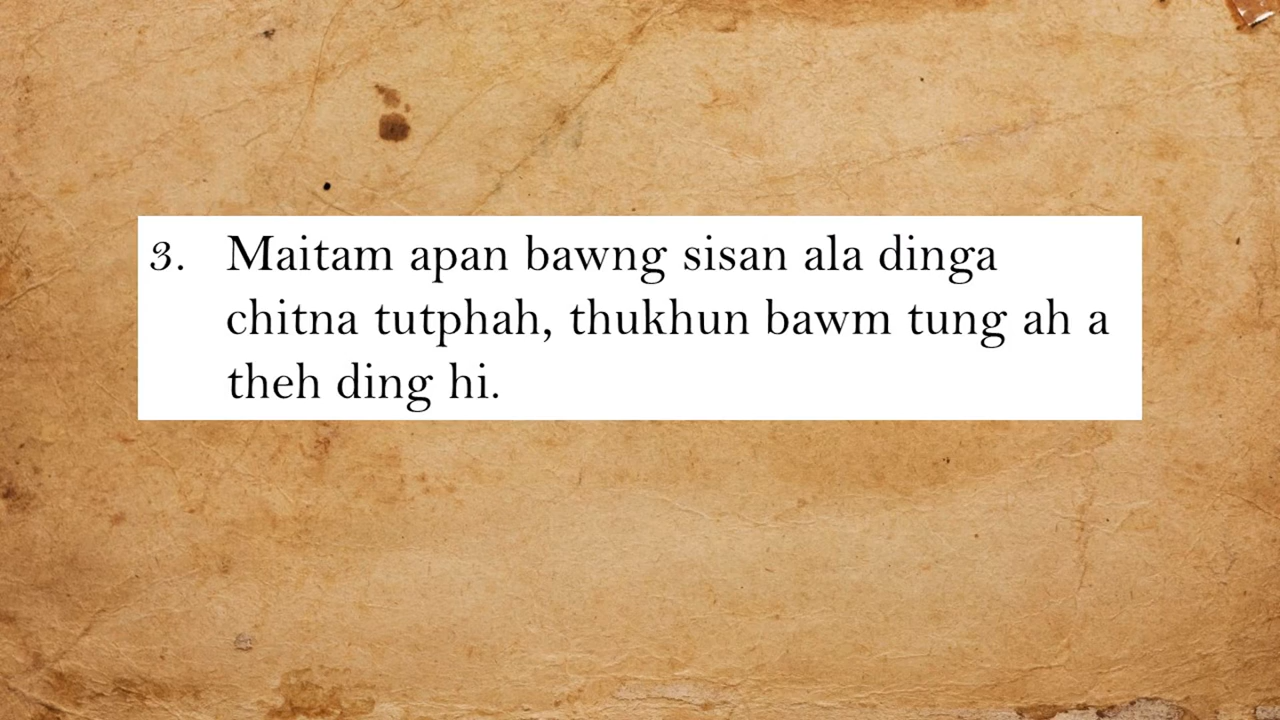 3. Maitam apan bawng sisan ala dinga
chitna tutphah, thukhun bawm tung ah a
theh ding hi.